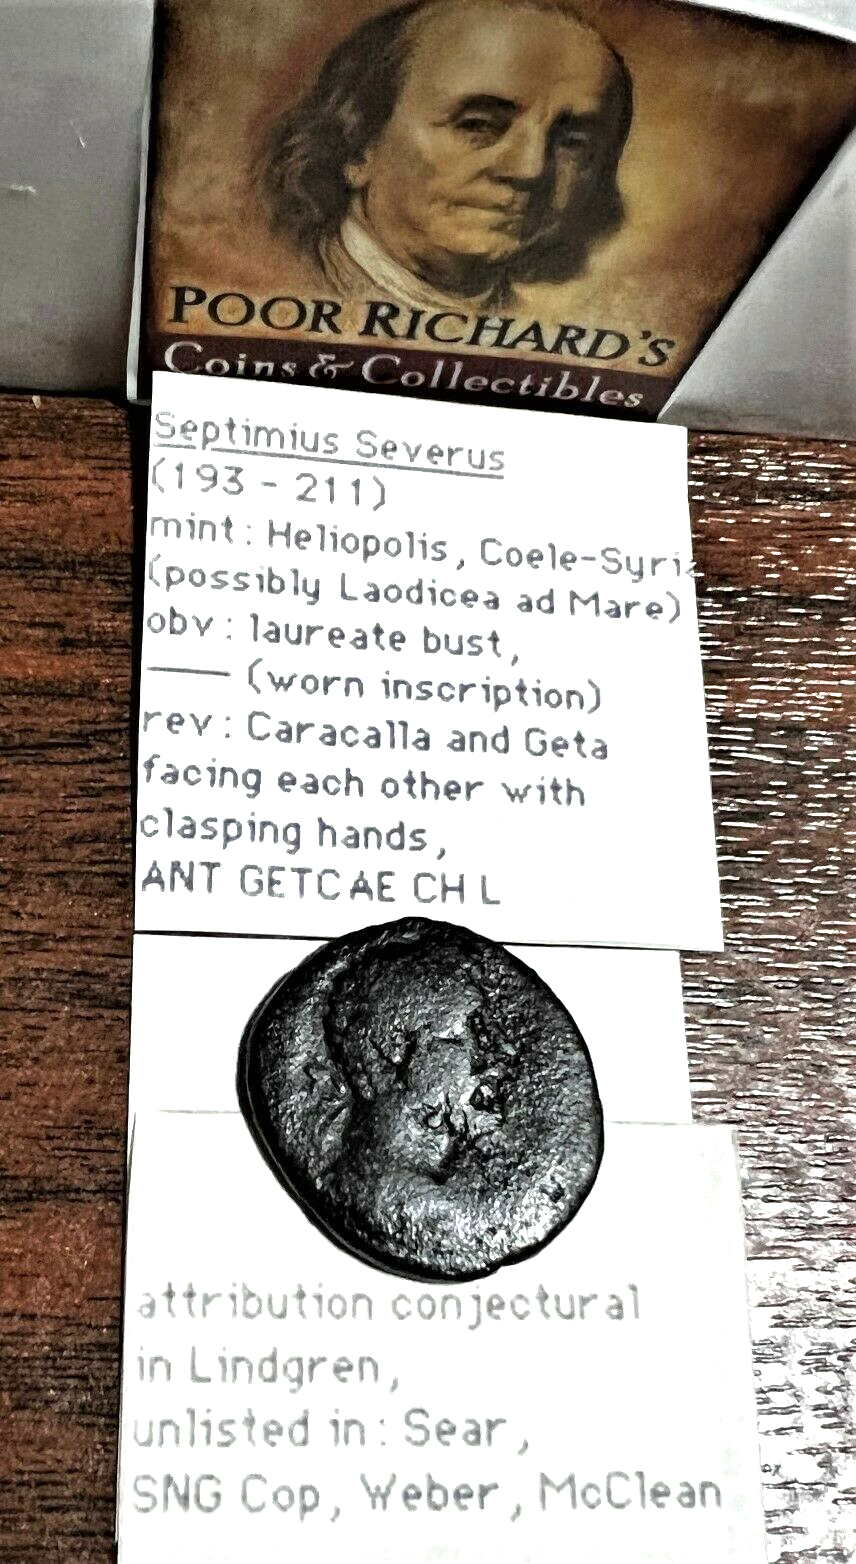 POOR RICHARD'S
Coins & Collectibles
Septimius Severus
(193 - 211)
mint: Heliopolis, Coele-Syria
(possibly Laodicea ad Mare)
obv: laureate bust,
—— (worn inscription)
rev: Caracalla and Geta
facing each other with
clasping hands,
ANT GETCAE CH L
attribution conjectural
in Lindgren,
unlisted in: Sear,
SNG Cop, Weber, McClean